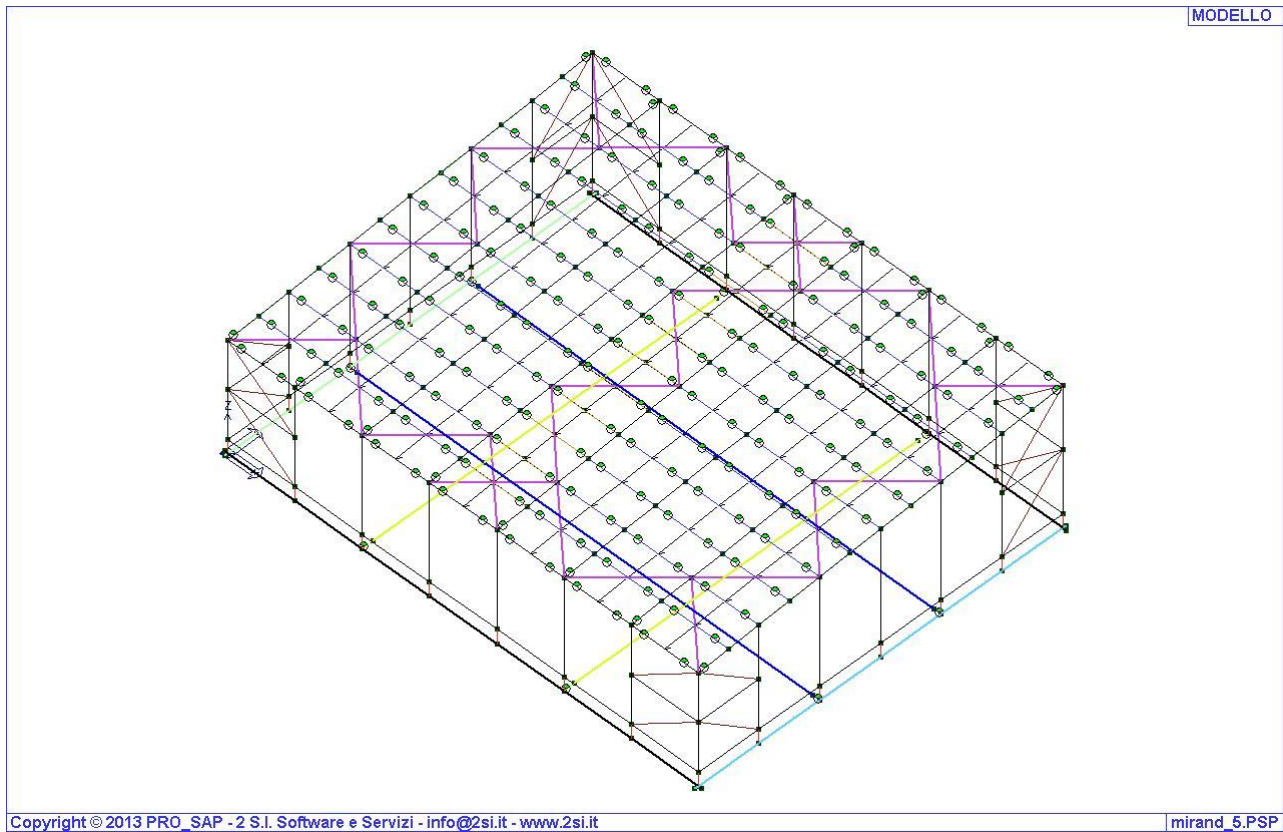 MODELLO
Copyright © 2013 PRO_SAP - 2 S.I. Software e Servizi - info@2si.it - www.2si.it
mirand_5.PSP